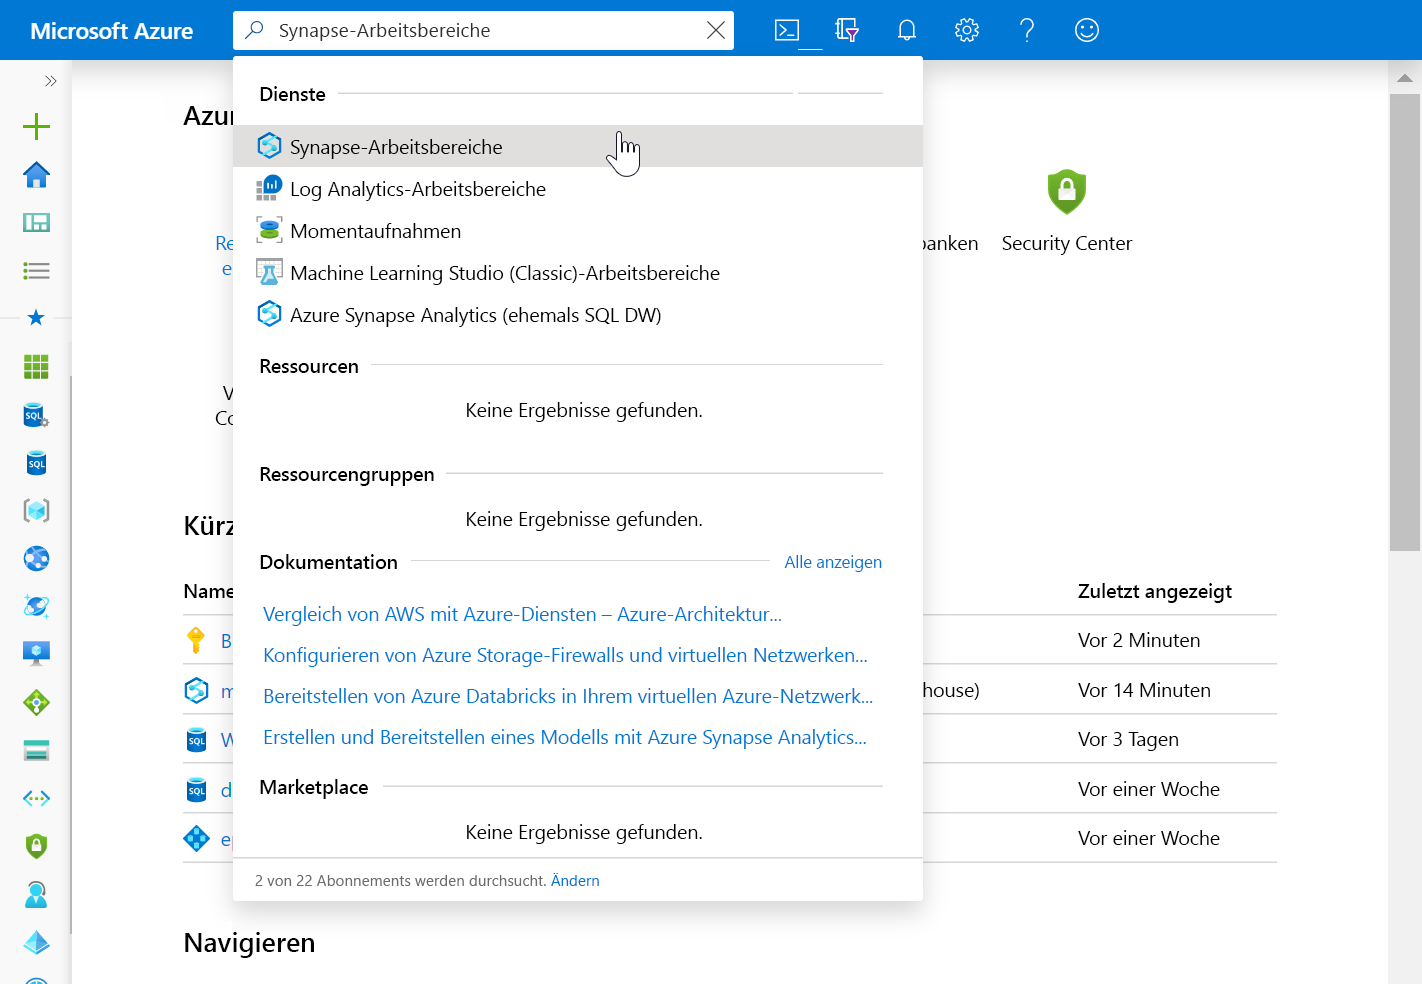 Microsoft Azure
Synapse-Arbeitsbereiche
Dienste
Synapse-Arbeitsbereiche
Log Analytics-Arbeitsbereiche
Momentaufnahmen
Machine Learning Studio (Classic)-Arbeitsbereiche
Azure Synapse Analytics (ehemals SQL DW)
Ressourcen
Keine Ergebnisse gefunden.
Ressourcengruppen
Keine Ergebnisse gefunden.
Dokumentation
Alle anzeigen
Vergleich von AWS mit Azure-Diensten – Azure-Architektur...
Konfigurieren von Azure Storage-Firewalls und virtuellen Netzwerken...
Bereitstellen von Azure Databricks in Ihrem virtuellen Azure-Netzwerk...
Erstellen und Bereitstellen eines Modells mit Azure Synapse Analytics...
Marketplace
Keine Ergebnisse gefunden.
2 von 22 Abonnements werden durchsucht. Ändern
Security Center
Name
Zuletzt angezeigt
Vor 2 Minuten
house)
Vor 14 Minuten
Vor 3 Tagen
Vor einer Woche
Vor einer Woche
Navigieren